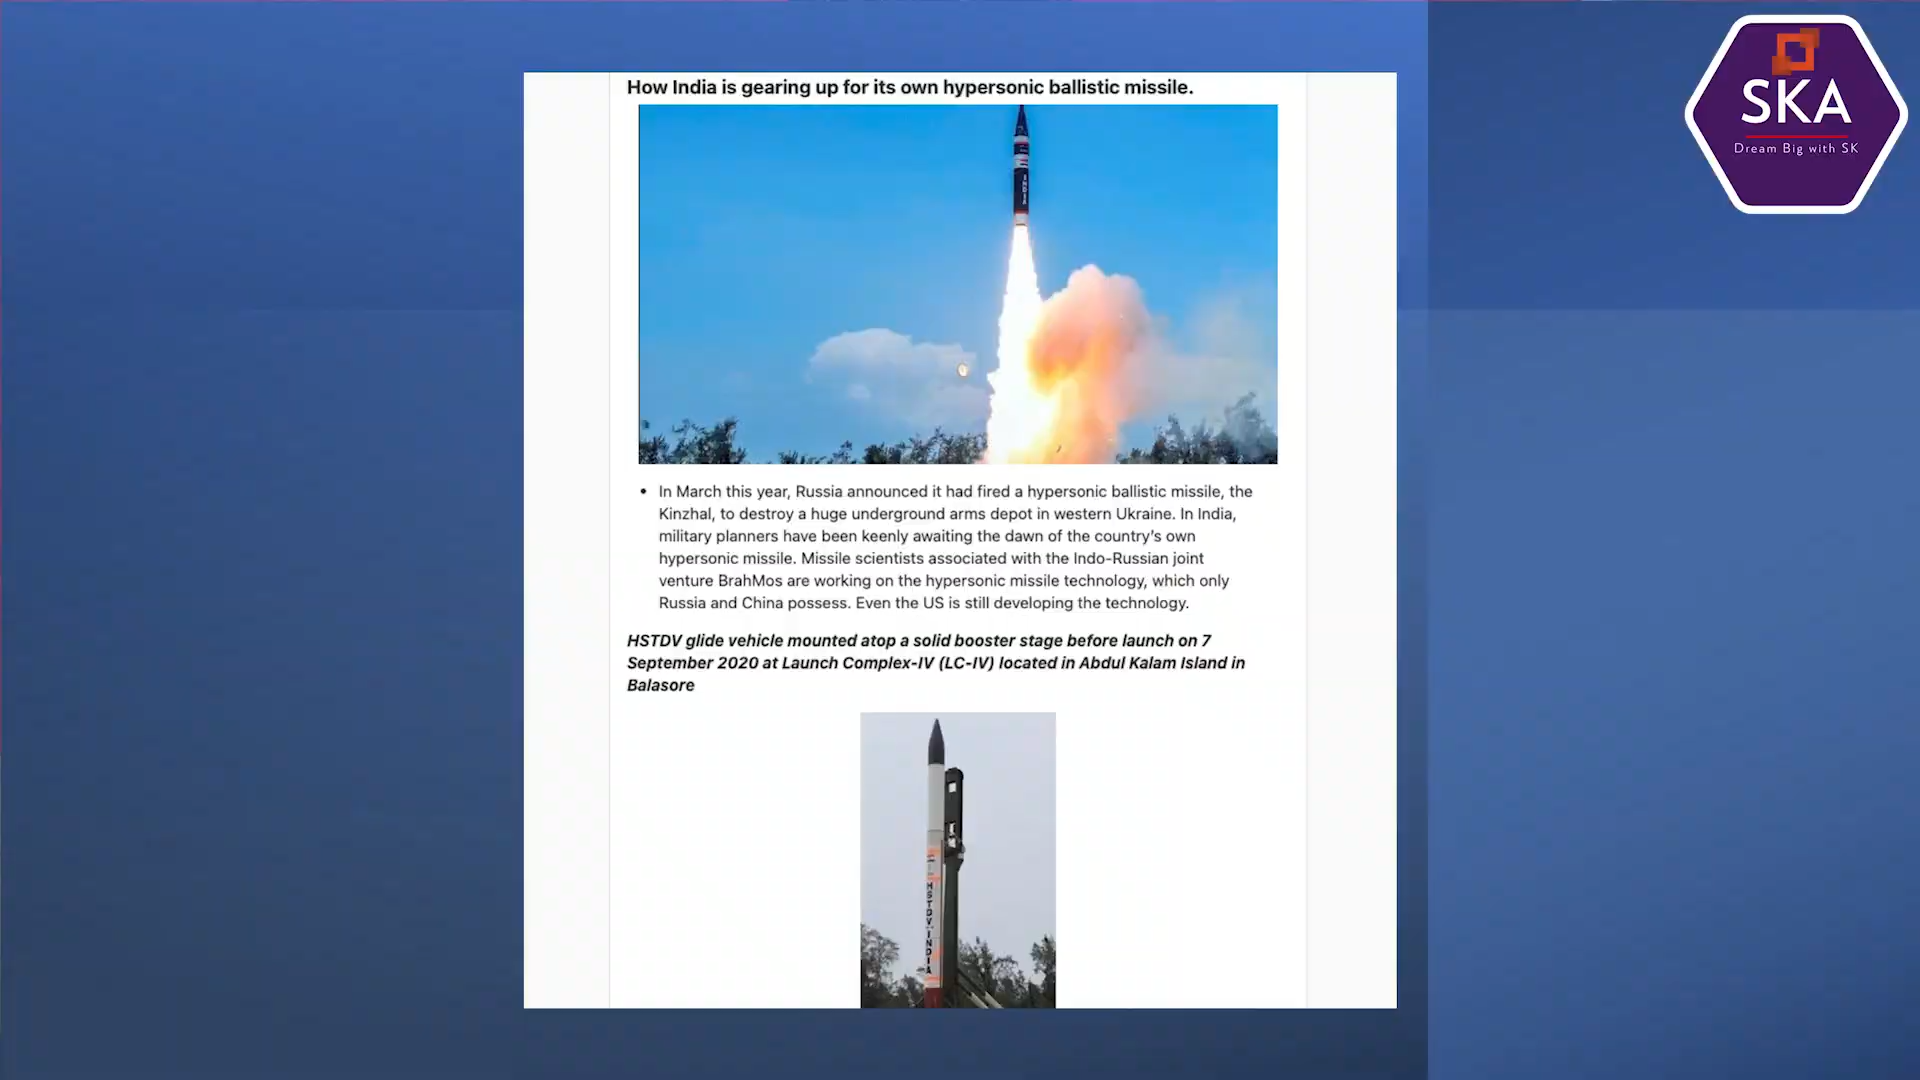 How India is gearing up for its own hypersonic ballistic missile.
SKA
Dream Big with SK
INDIA
• In March this year, Russia announced it had fired a hypersonic ballistic missile, the
Kinzhal, to destroy a huge underground arms depot in western Ukraine. In India,
military planners have been keenly awaiting the dawn of the country's own
hypersonic missile. Missile scientists associated with the Indo-Russian joint
venture BrahMos are working on the hypersonic missile technology, which only
Russia and China possess. Even the US is still developing the technology.
HSTDV glide vehicle mounted atop a solid booster stage before launch on 7
September 2020 at Launch Complex-IV (LC-IV) located in Abdul Kalam Island in
Balasore
HSTDV INDIA